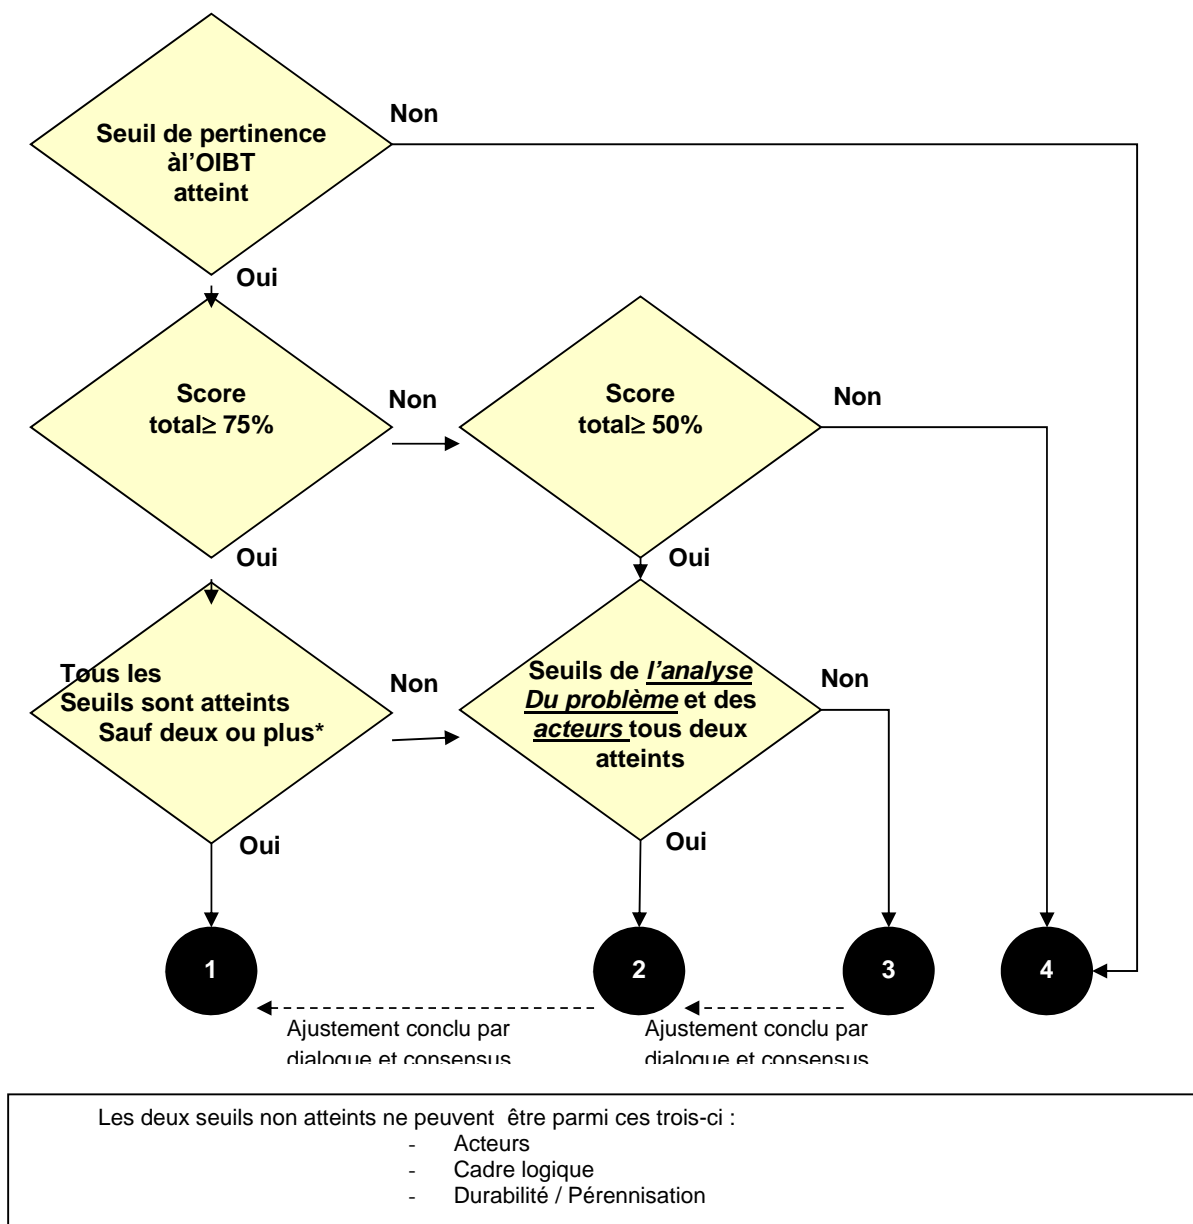 Non
Seuil de pertinence
àl’OIBT
atteint
Oui
Score
total≥ 75%
Non
Score
total≥ 50%
Non
Oui
Oui
Tous les
Seuils sont atteints
Sauf deux ou plus*
Non
Seuils de l’analyse
Du problème et des
acteurs tous deux
atteints
Non
Oui
Oui
1
2
3
4
Ajustement conclu par
dialogue et consensus
Ajustement conclu par
dialogue et consensus
Les deux seuils non atteints ne peuvent être parmi ces trois-ci :
- Acteurs
- Cadre logique
- Durabilité / Pérennisation